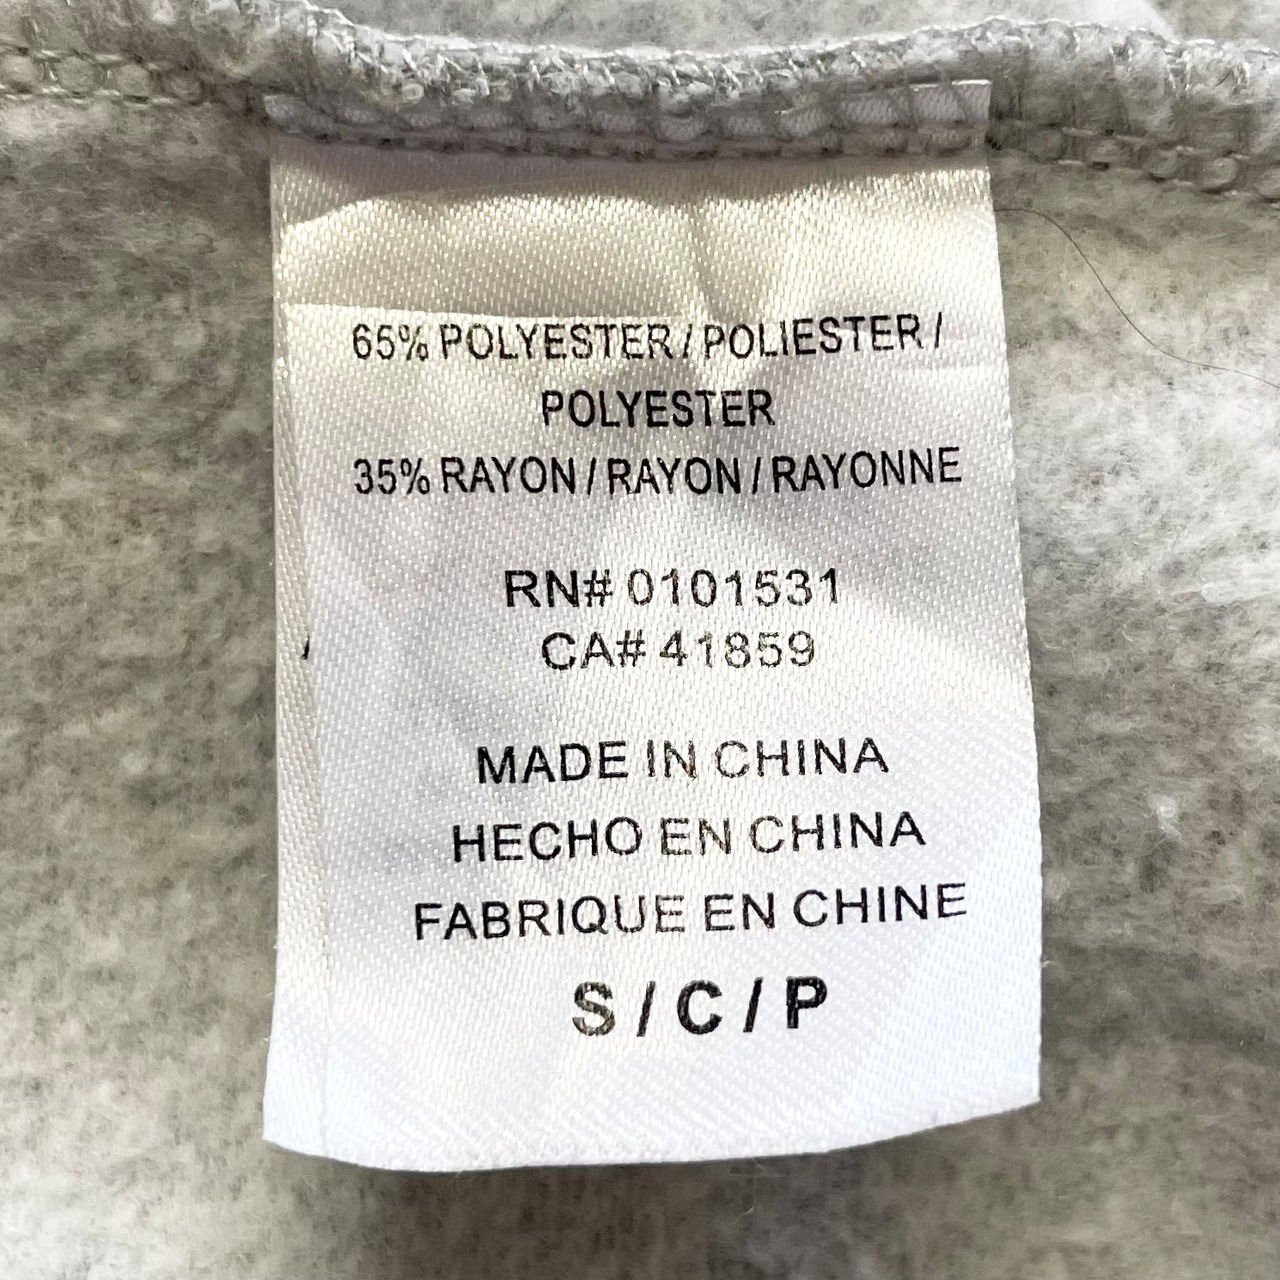 65% POLYESTER / POLIESTER /
POLYESTER
35% RAYON / RAYON / RAYONNE
RN# 0101531
CA# 41859
MADE IN CHINA
HECHO EN CHINA
FABRIQUE EN CHINE
S / C / P